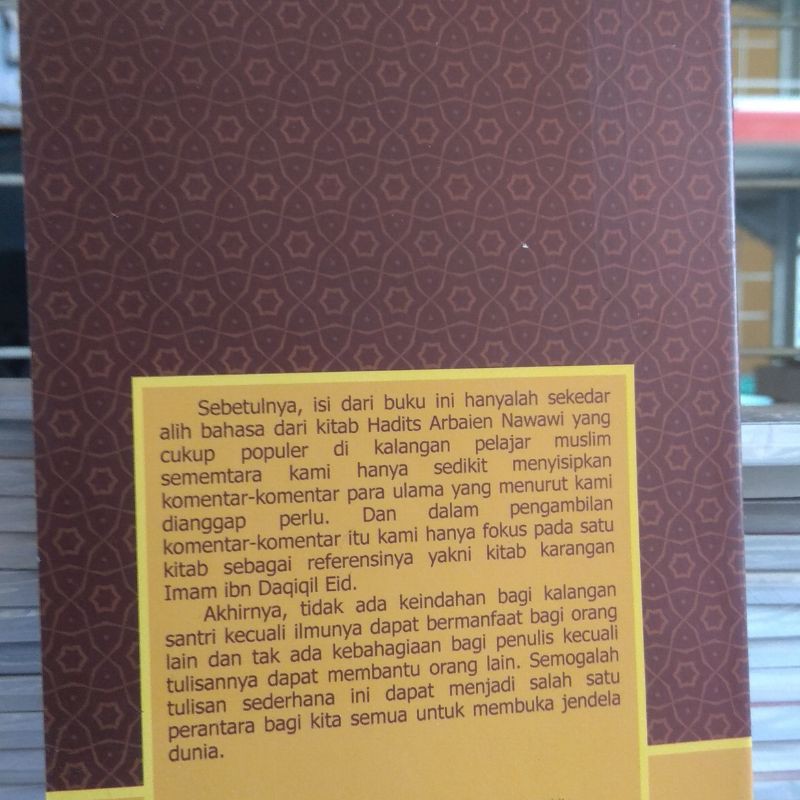 Sebetulnya, isi dari buku ini hanyalah sekedar
alih bahasa dari kitab Hadits Arbaien Nawawi yang
cukup populer di kalangan pelajar muslim
sememtara kami hanya sedikit menyisipkan
komentar-komentar para ulama yang menurut kami
dianggap perlu. Dan dalam pengambilan
komentar-komentar itu kami hanya fokus pada satu
kitab sebagai referensinya yakni kitab karangan
Imam ibn Daqiqil Eid.
Akhirnya, tidak ada keindahan bagi kalangan
santri kecuali ilmunya dapat bermanfaat bagi orang
lain dan tak ada kebahagiaan bagi penulis kecuali
tulisannya dapat membantu orang lain. Semogalah
tulisan sederhana ini dapat menjadi salah satu
perantara bagi kita semua untuk membuka jendela
dunia.